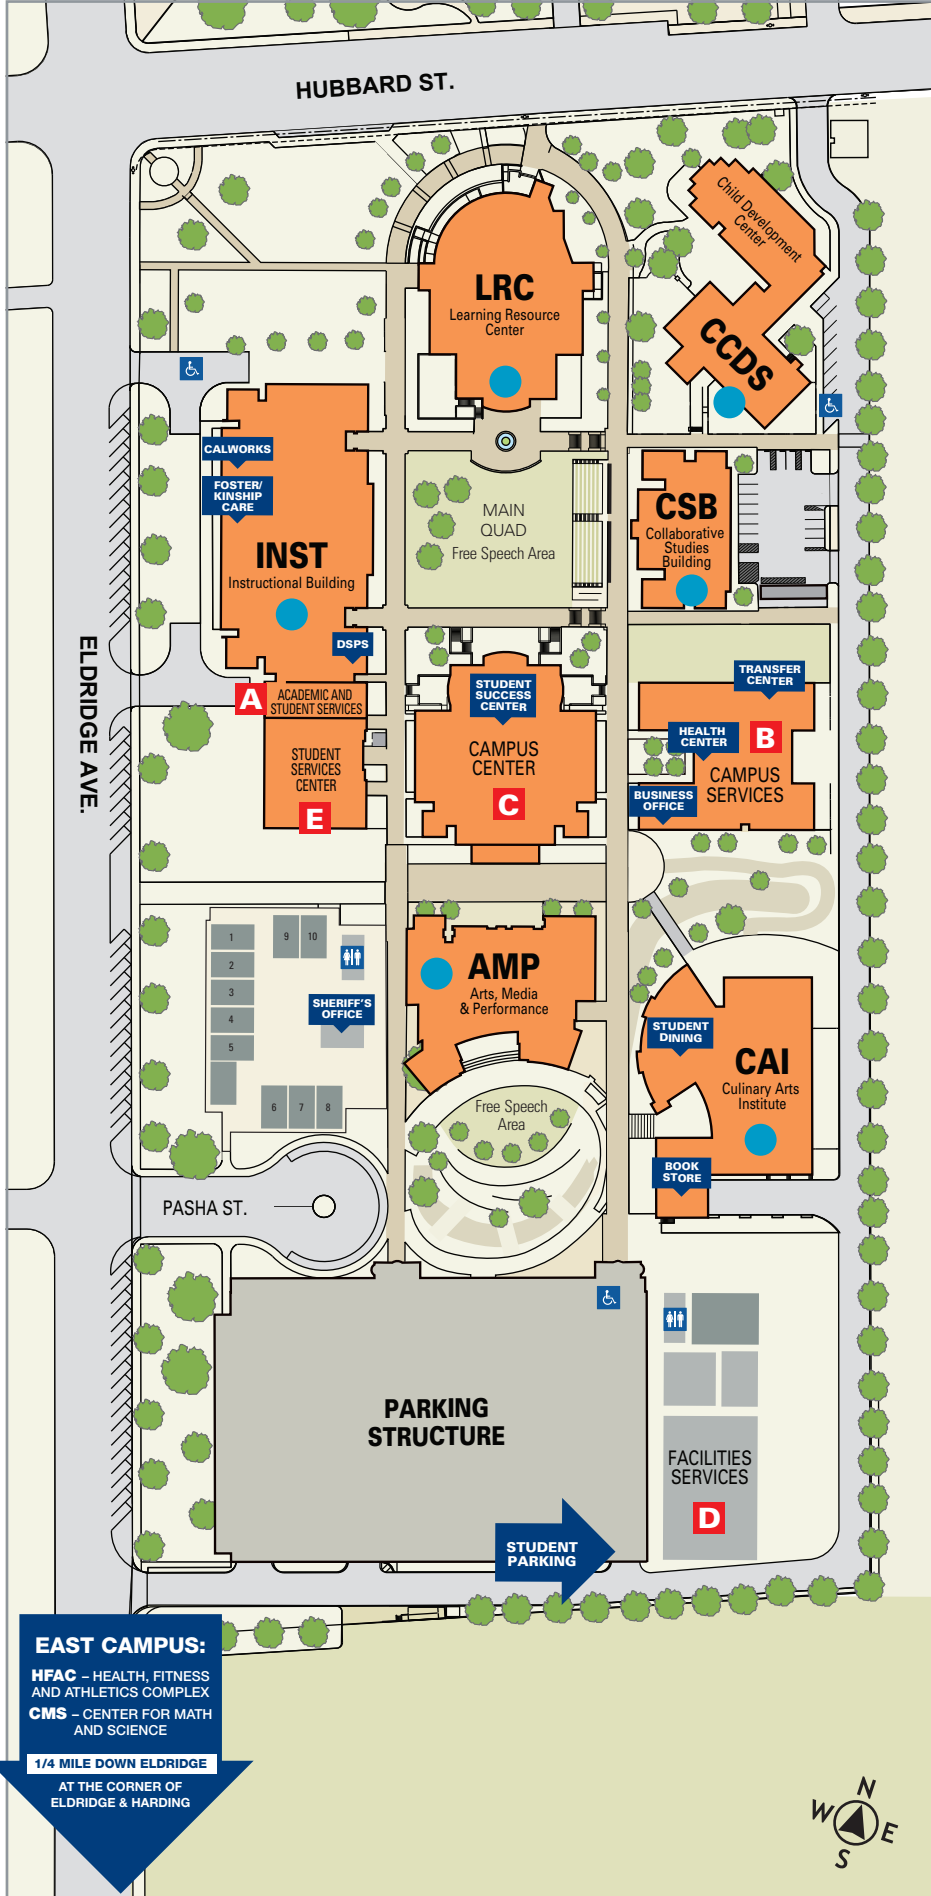 HUBBARD ST.
Child Development
Center
LRC
Learning Resource
Center
CCDS
CALWORKS
FOSTER/
KINSHIP
CARE
INST
Instructional Building
DSPS
MAIN
QUAD
Free Speech Area
CSB
Collaborative
Studies
Building
ELDRIDGE AVE.
A
ACADEMIC AND
STUDENT SERVICES
STUDENT
SERVICES
CENTER
E
STUDENT
SUCCESS
CENTER
CAMPUS
CENTER
C
TRANSFER
CENTER
HEALTH
CENTER
B
CAMPUS
SERVICES
BUSINESS
OFFICE
1
2
3
4
5
9
10
SHERIFF'S
OFFICE
6
7
8
AMP
Arts, Media
& Performance
Free Speech
Area
STUDENT
DINING
CAI
Culinary Arts
Institute
BOOK
STORE
PASHA ST.
PARKING
STRUCTURE
FACILITIES
SERVICES
D
STUDENT
PARKING
EAST CAMPUS:
HFAC – HEALTH, FITNESS
AND ATHLETICS COMPLEX
CMS – CENTER FOR MATH
AND SCIENCE
1/4 MILE DOWN ELDRIDGE
AT THE CORNER OF
ELDRIDGE & HARDING
N
W
E
S